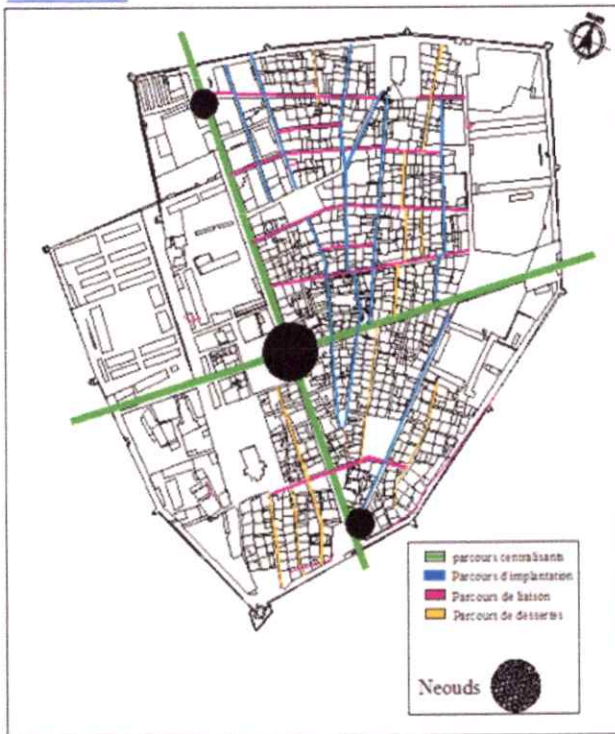 parcours centralisants
Parcours d'implantation
Parcours de liaison
Parcours de dessertes
Neouds